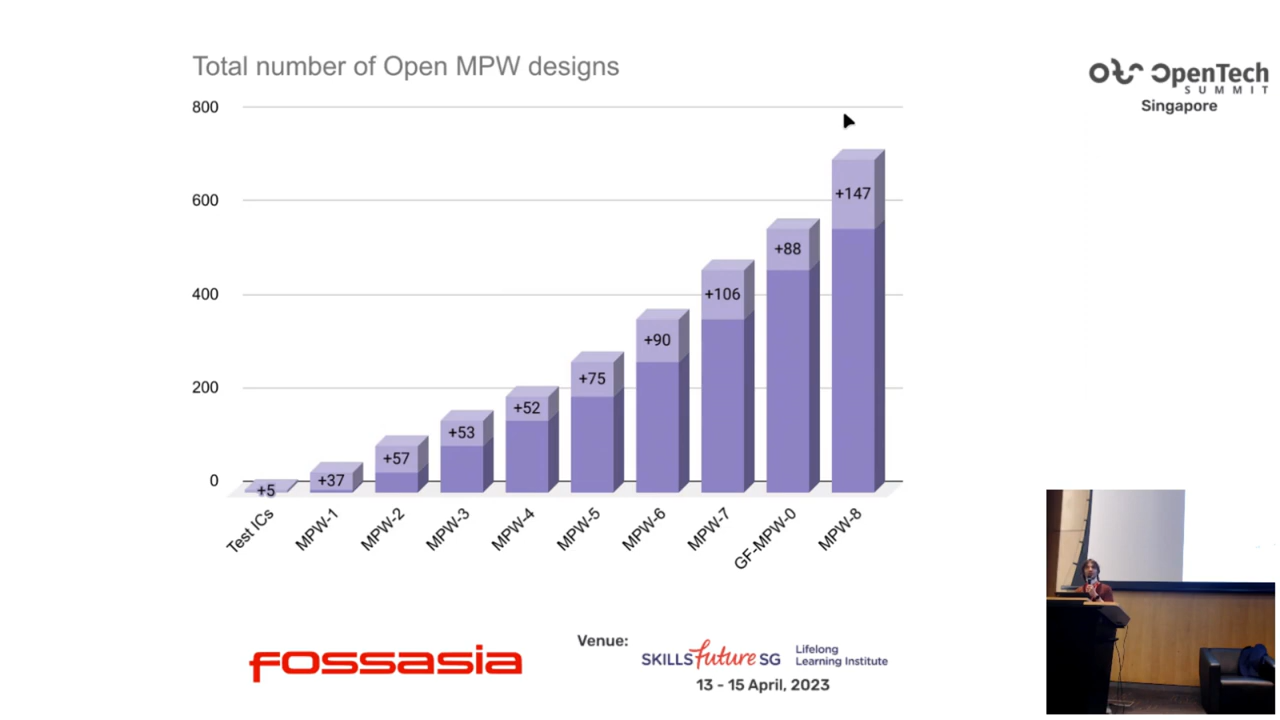 Total number of Open MPW designs
OpenTech
SUMMIT
Singapore
800
600
400
200
0
+5
+37
+57
+53
+52
+75
+90
+106
+88
+147
Test ICs
MPW-1
MPW-2
MPW-3
MPW-4
MPW-5
MPW-6
MPW-7
GF-MPW-0
MPW-8
fossasia
Venue:
SKILLS future SG
Lifelong
Learning Institute
13 - 15 April, 2023